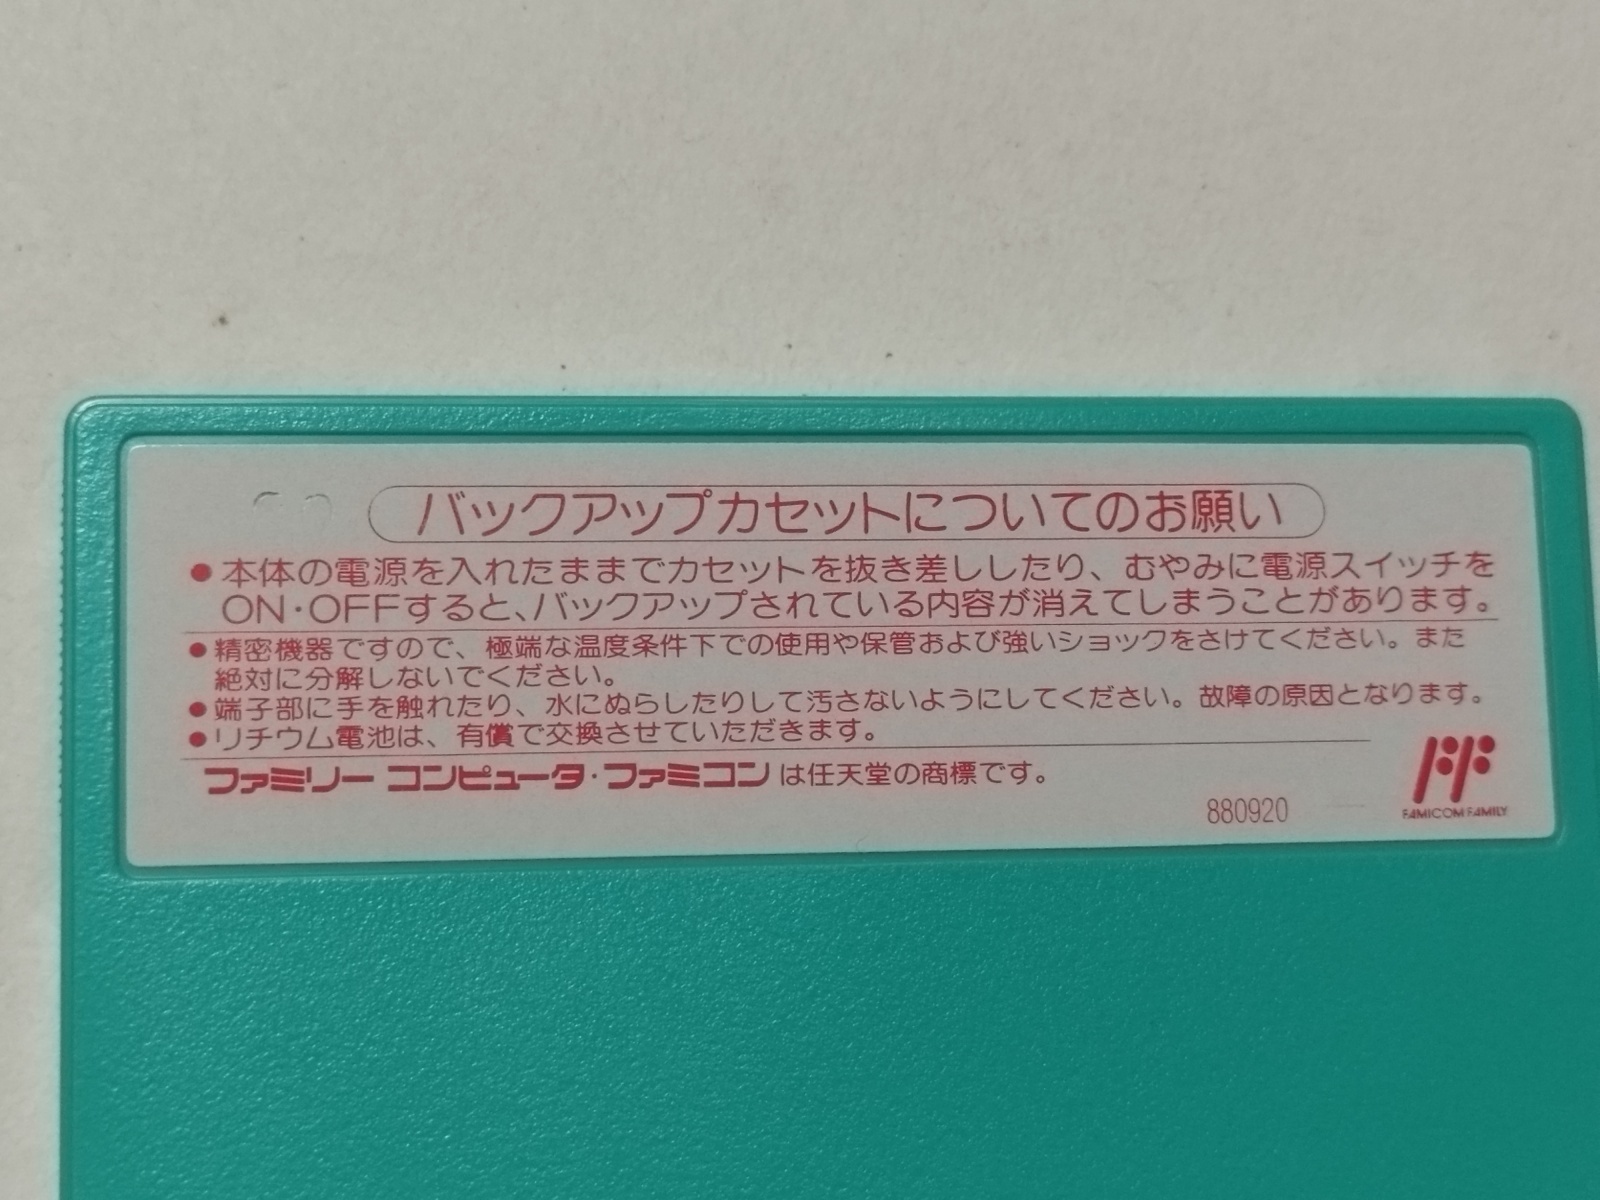 バックアップカセットについてのお願い
●本体の電源を入れたままでカセットを抜き差ししたり、むやみに電源スイッチを
ON・OFFすると、バックアップされている内容が消えてしまうことがあります。
●精密機器ですので、極端な温度条件下での使用や保管および強いショックをさけてください。また
絶対に分解しないでください。
●端子部に手を触れたり、水にぬらしたりして汚さないようにしてください。故障の原因となります。
●リチウム電池は、有償で交換させていただきます。
ファミリー コンピュータ・ファミコン は任天堂の商標です。
880920
FAMICOM FAMILY